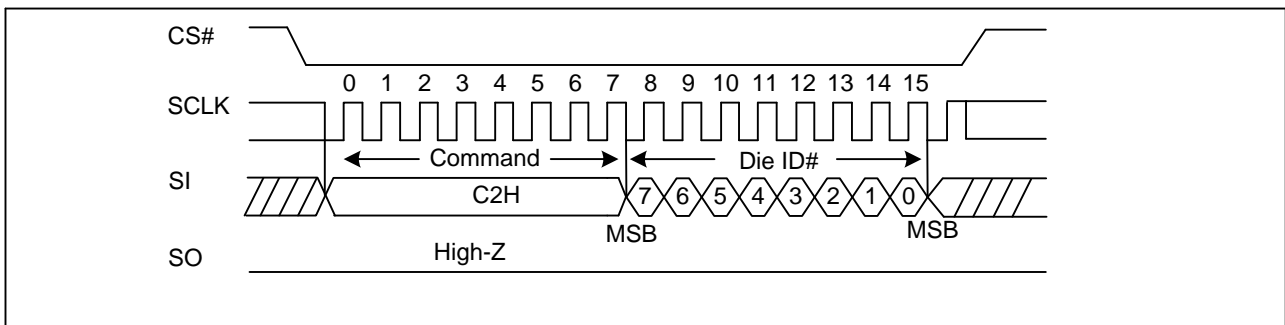 CS#
0 1 2 3 4 5 6 7 8 9 10 11 12 13 14 15
SCLK
Command Die ID#
SI
C2H 7 6 5 4 3 2 1 0
MSB MSB
High-Z
SO